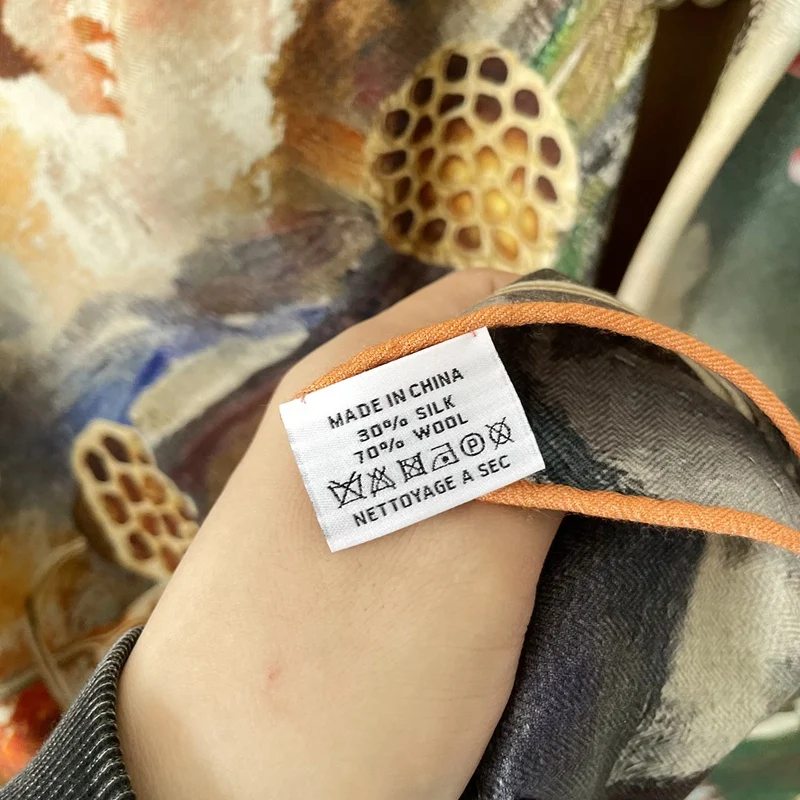 MADE IN CHINA
30% SILK
70% WOOL
P
NETTOYAGE A SEC